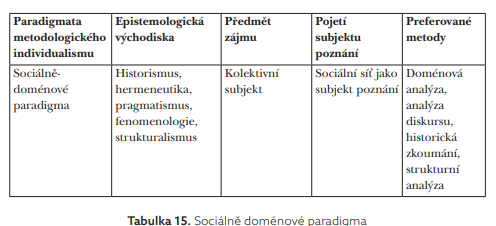 Paradigmata metodologického individualismu
Epistemologická východiska
Předmět zájmu
Pojetí subjektu poznání
Preferované metody
Sociálně-doménové paradigma
Historismus, hermeneutika, pragmatismus, fenomenologie, strukturalismus
Kolektivní subjekt
Sociální síť jako subjekt poznání
Doménová analýza, analýza diskursu, historická zkoumání, strukturní analýza
Tabulka 15. Sociálně doménové paradigma